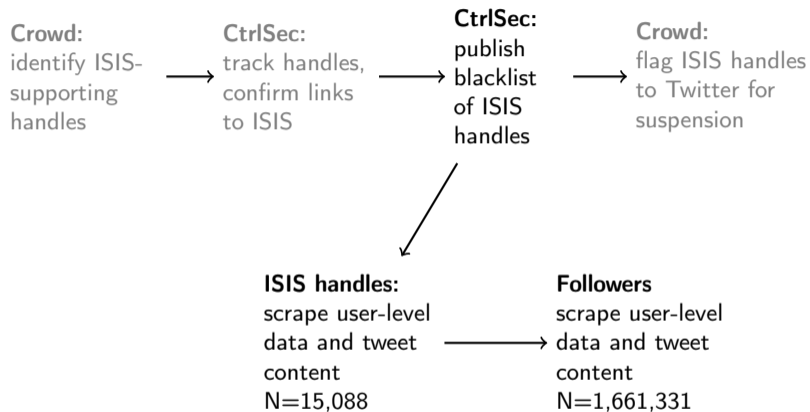 Crowd:
identify ISIS-
supporting
handles
CtrlSec:
track handles,
confirm links
to ISIS
CtrlSec:
publish
blacklist
of ISIS
handles
Crowd:
flag ISIS handles
to Twitter for
suspension
ISIS handles:
scrape user-level
data and tweet
content
N=15,088
Followers
scrape user-level
data and tweet
content
N=1,661,331